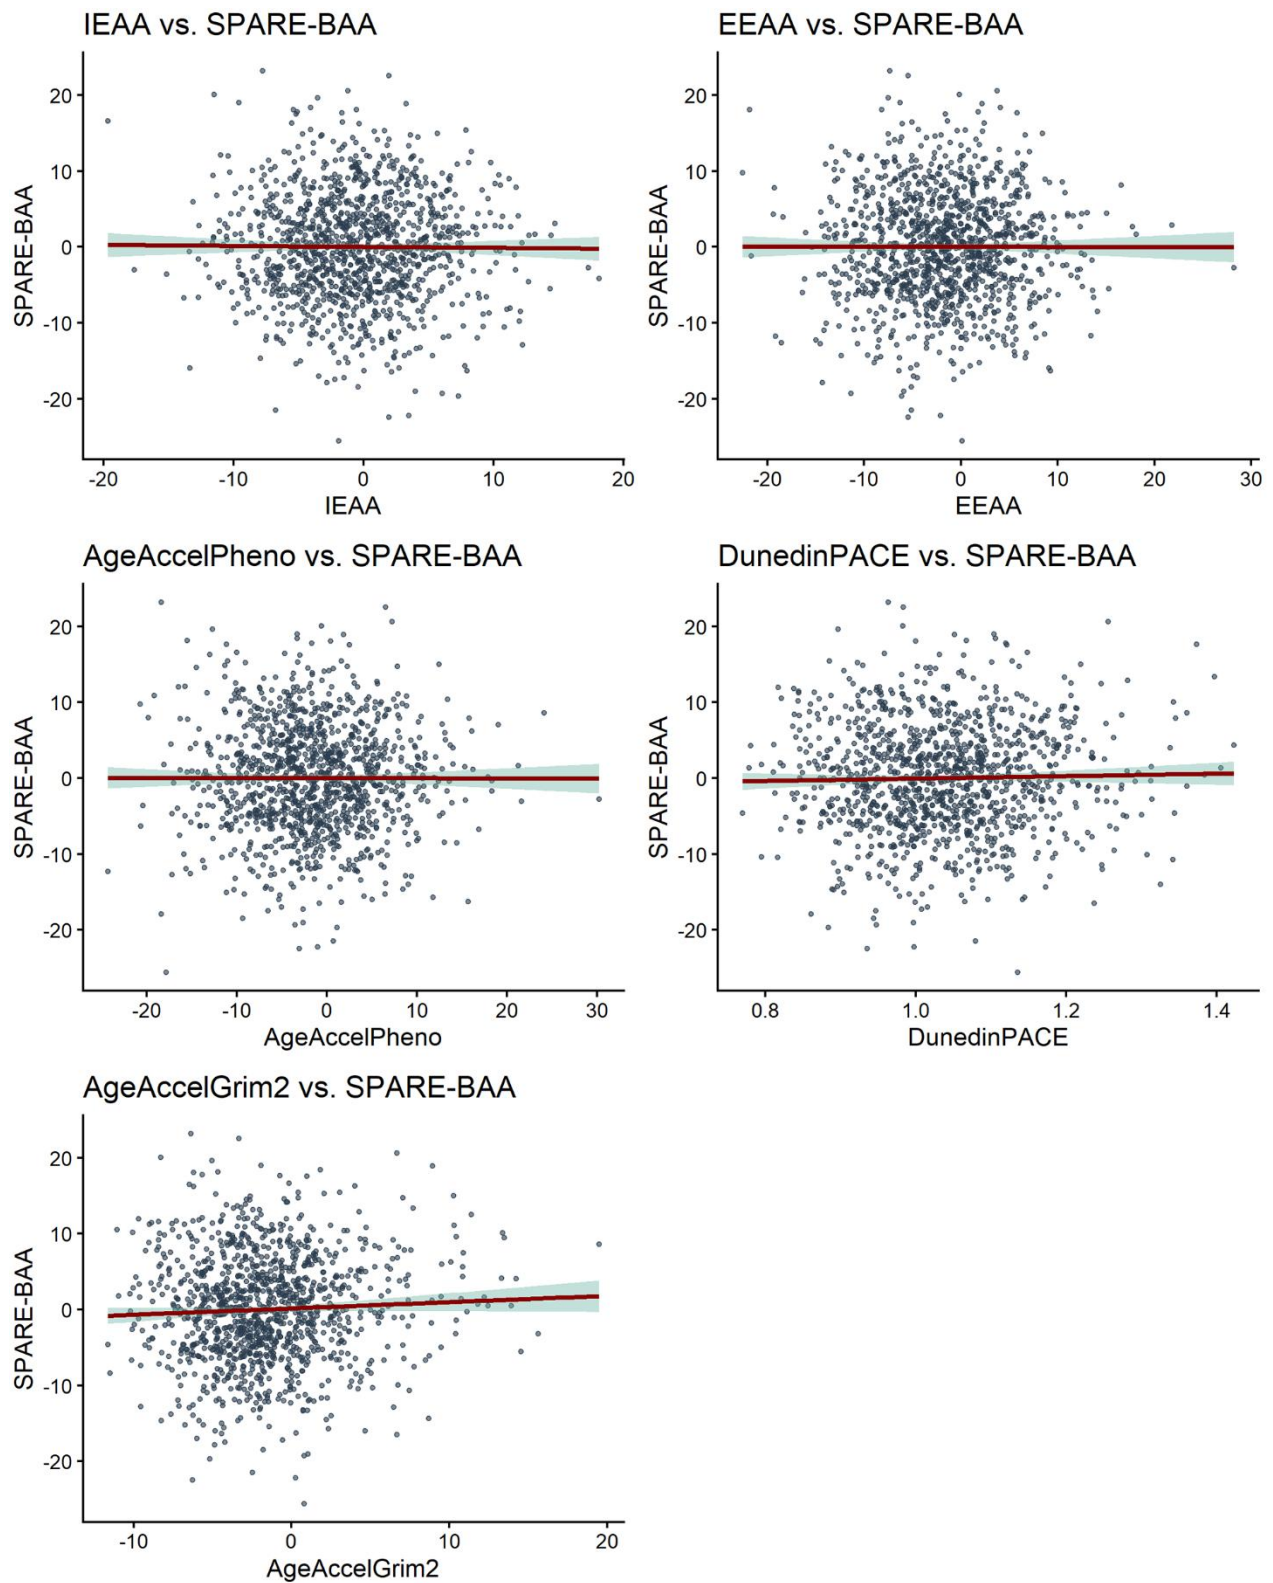 IEAA vs. SPARE-BAA
20
10
0
-10
-20
SPARE-BAA
-20 -10 0 10 20
IEAA
EEAA vs. SPARE-BAA
20
10
0
-10
-20
SPARE-BAA
-20 -10 0 10 20 30
EEAA
AgeAccelPheno vs. SPARE-BAA
20
10
0
-10
-20
SPARE-BAA
-20 -10 0 10 20 30
AgeAccelPheno
DunedinPACE vs. SPARE-BAA
20
10
0
-10
-20
SPARE-BAA
0.8 1.0 1.2 1.4
DunedinPACE
AgeAccelGrim2 vs. SPARE-BAA
20
10
0
-10
-20
SPARE-BAA
-10 0 10 20
AgeAccelGrim2